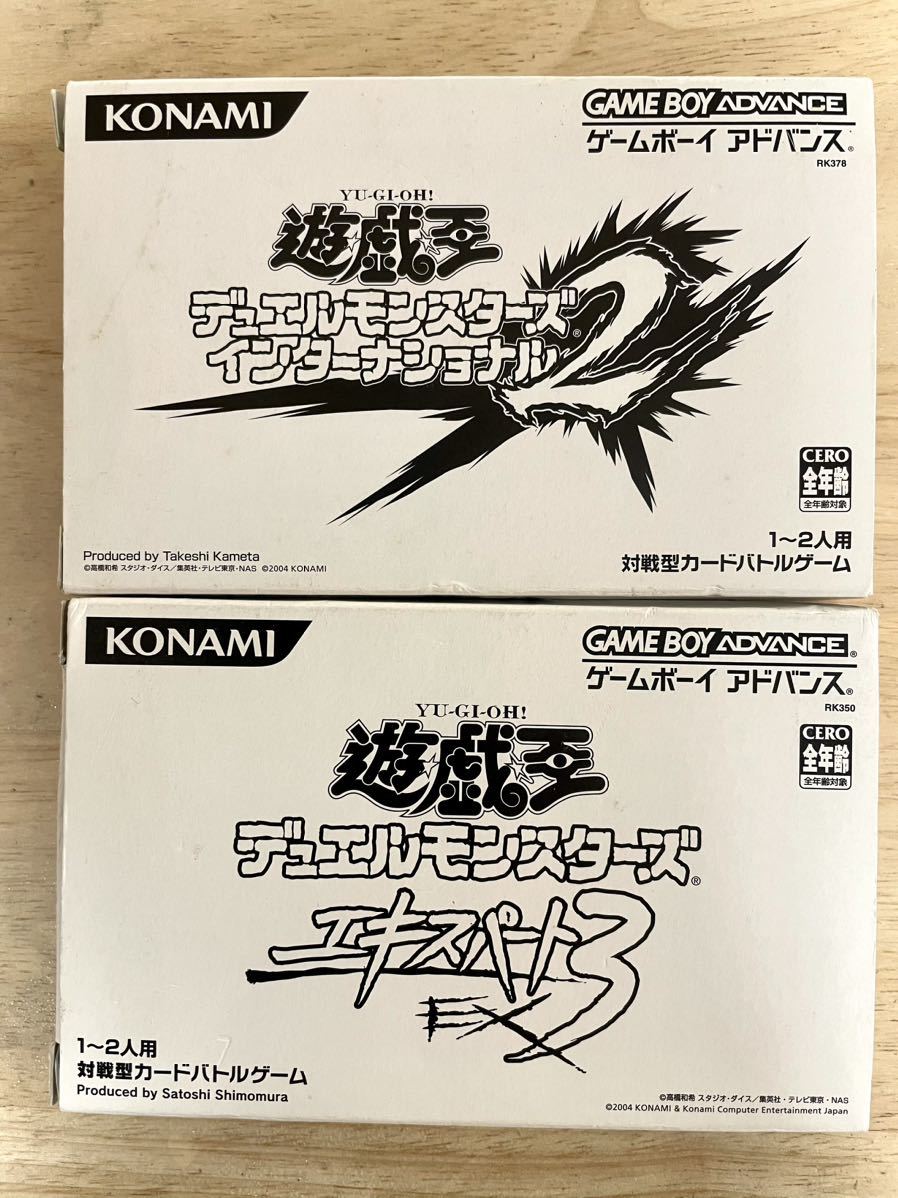 KONAMI
GAME BOY ADVANCE
ゲームボーイ アドバンス®
RK378
YU-GI-OH!
遊戯王
デュエルモンスターズ®
インターナショナル2
CERO
全年齢
全年齢対象
Produced by Takeshi Kameta
©高橋和希 スタジオ・ダイス/集英社・テレビ東京・NAS ©2004 KONAMI
1〜2人用
対戦型カードバトルゲーム
KONAMI
GAME BOY ADVANCE®
ゲームボーイ アドバンス®
RK350
YU-GI-OH!
遊戯王
デュエルモンスターズ®
エキスパート3
EX
CERO
全年齢
全年齢対象
1〜2人用
対戦型カードバトルゲーム
Produced by Satoshi Shimomura
©高橋和希 スタジオ・ダイス/集英社・テレビ東京・NAS
©2004 KONAMI & Konami Computer Entertainment Japan